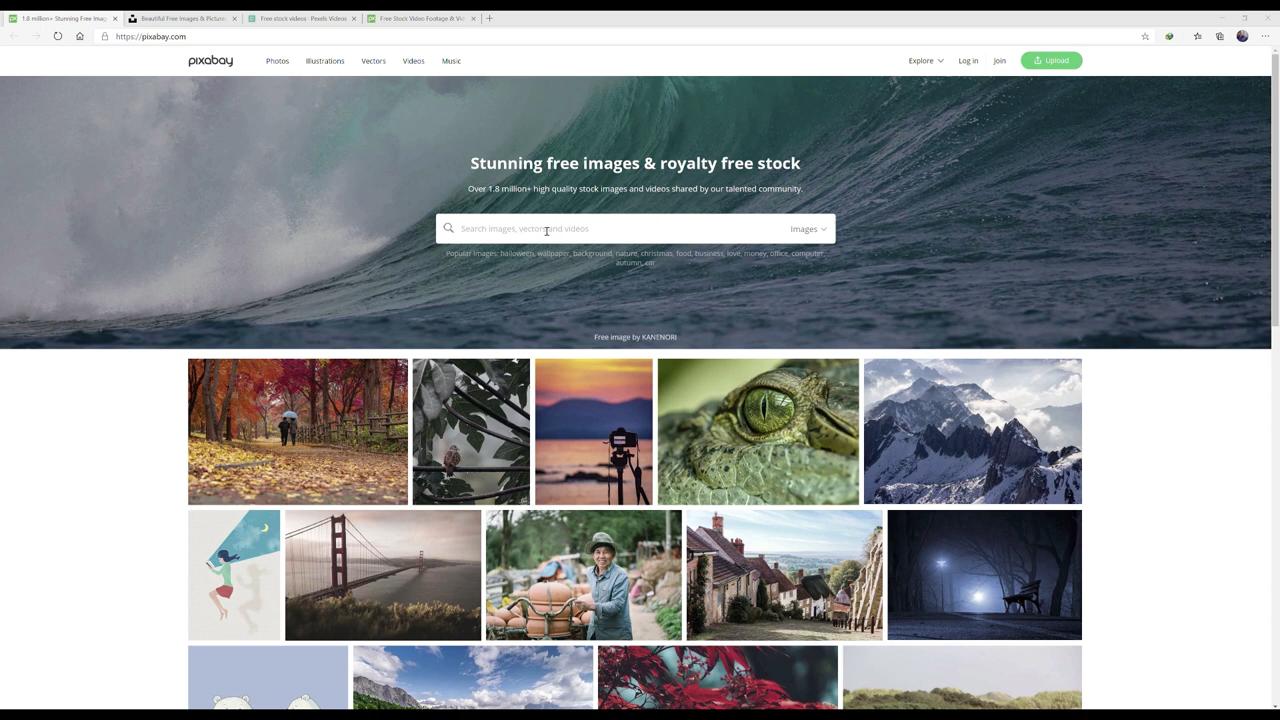 1.8 million+ Stunning Free Imag
Beautiful Free Images & Picture
Free stock videos · Pexels Videos
Free Stock Video Footage & Vi
https://pixabay.com
pixabay
Photos
Illustrations
Vectors
Videos
Music
Explore
Log in
Join
Upload
Stunning free images & royalty free stock
Over 1.8 million+ high quality stock images and videos shared by our talented community.
Search images, vectors and videos
Images
Popular Images: halloween, wallpaper, background, nature, christmas, food, business, love, money, office, computer,
autumn, car
Free image by KANENORI